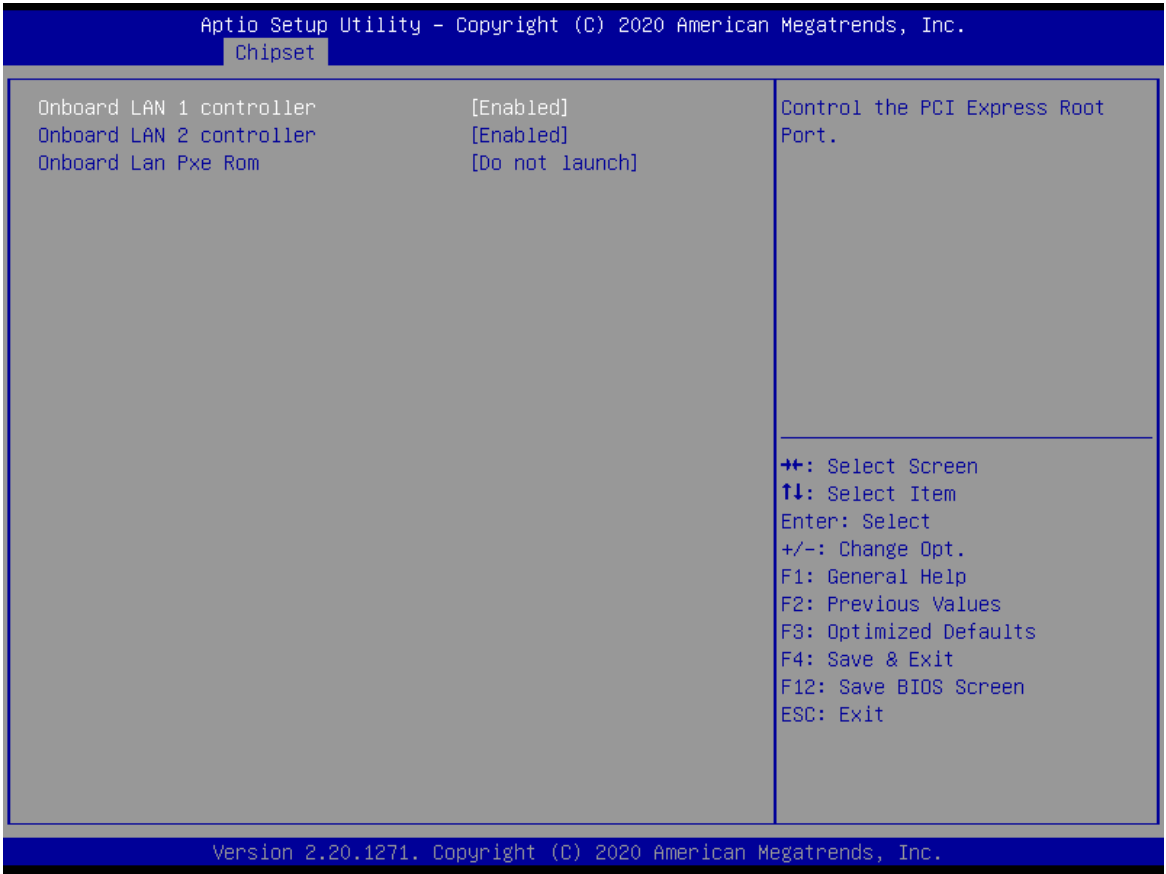 Aptio Setup Utility – Copyright (C) 2020 American Megatrends, Inc.
Chipset
Onboard LAN 1 controller [Enabled]
Onboard LAN 2 controller [Enabled]
Onboard Lan Pxe Rom [Do not launch]
Control the PCI Express Root
Port.
→←: Select Screen
↑↓: Select Item
Enter: Select
+/-: Change Opt.
F1: General Help
F2: Previous Values
F3: Optimized Defaults
F4: Save & Exit
F12: Save BIOS Screen
ESC: Exit
Version 2.20.1271. Copyright (C) 2020 American Megatrends, Inc.